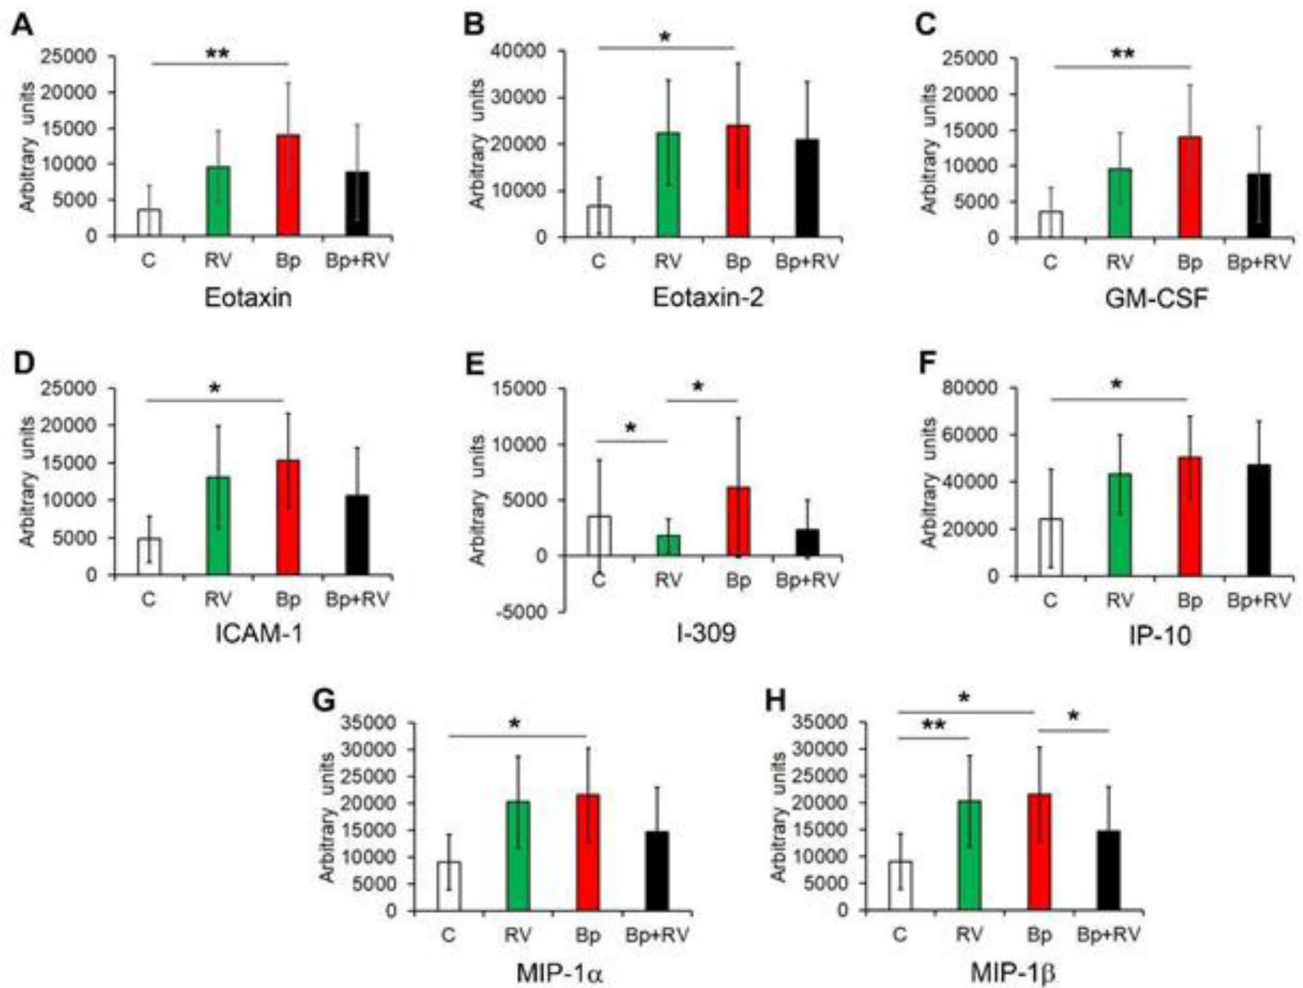 A
**
Arbitrary units
25000
20000
15000
10000
5000
0
C RV Bp Bp+RV
Eotaxin
B
*
Arbitrary units
40000
30000
20000
10000
0
C RV Bp Bp+RV
Eotaxin-2
C
**
Arbitrary units
25000
20000
15000
10000
5000
0
C RV Bp Bp+RV
GM-CSF
D
*
Arbitrary units
25000
20000
15000
10000
5000
0
C RV Bp Bp+RV
ICAM-1
E
* *
Arbitrary units
15000
10000
5000
0
-5000
C RV Bp Bp+RV
I-309
F
*
Arbitrary units
80000
60000
40000
20000
0
C RV Bp Bp+RV
IP-10
G
*
Arbitrary units
35000
30000
25000
20000
15000
10000
5000
0
C RV Bp Bp+RV
MIP-1α
H
*
** *
Arbitrary units
35000
30000
25000
20000
15000
10000
5000
0
C RV Bp Bp+RV
MIP-1β